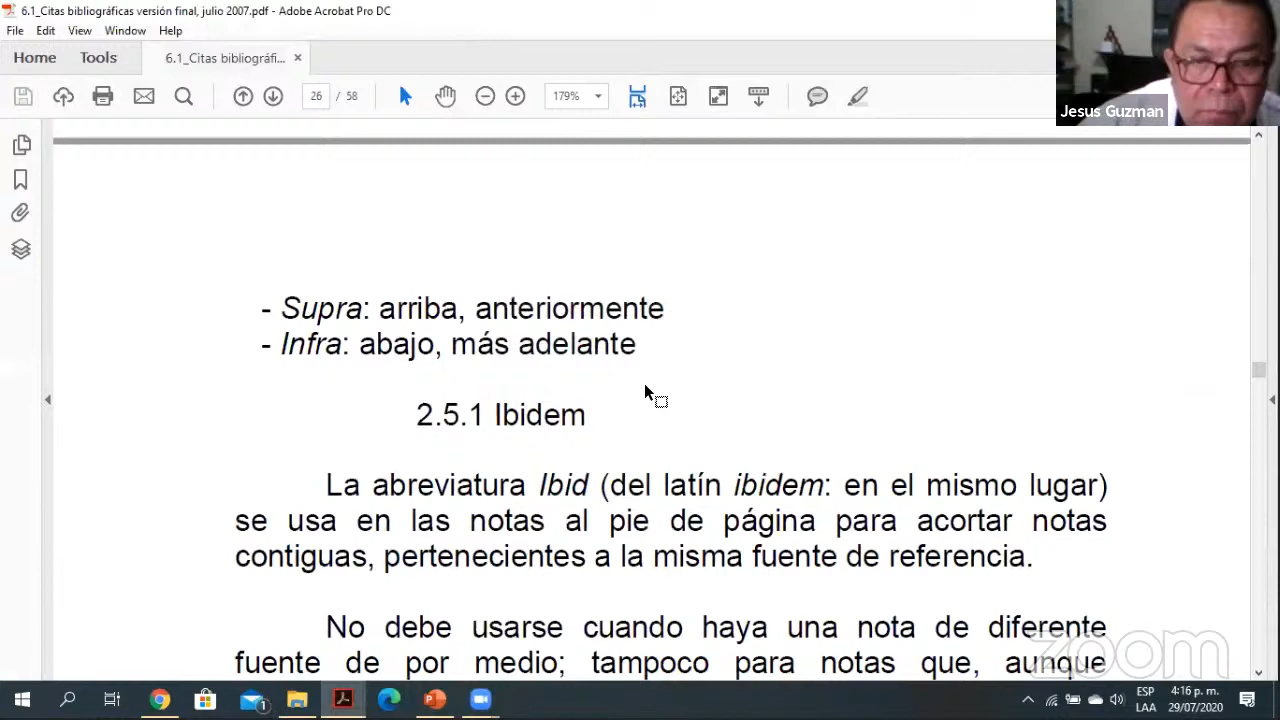 6.1_Citas bibliográficas versión final, julio 2007.pdf - Adobe Acrobat Pro DC
File Edit View Window Help
Home Tools 6.1_Citas bibliográfi... ×
26 / 58 179%
Jesus Guzman
- Supra: arriba, anteriormente
- Infra: abajo, más adelante
2.5.1 Ibidem
La abreviatura Ibid (del latín ibidem: en el mismo lugar)
se usa en las notas al pie de página para acortar notas
contiguas, pertenecientes a la misma fuente de referencia.
No debe usarse cuando haya una nota de diferente
fuente de por medio; tampoco para notas que, aunque
zoom
1
ESP 4:16 p. m.
LAA 29/07/2020